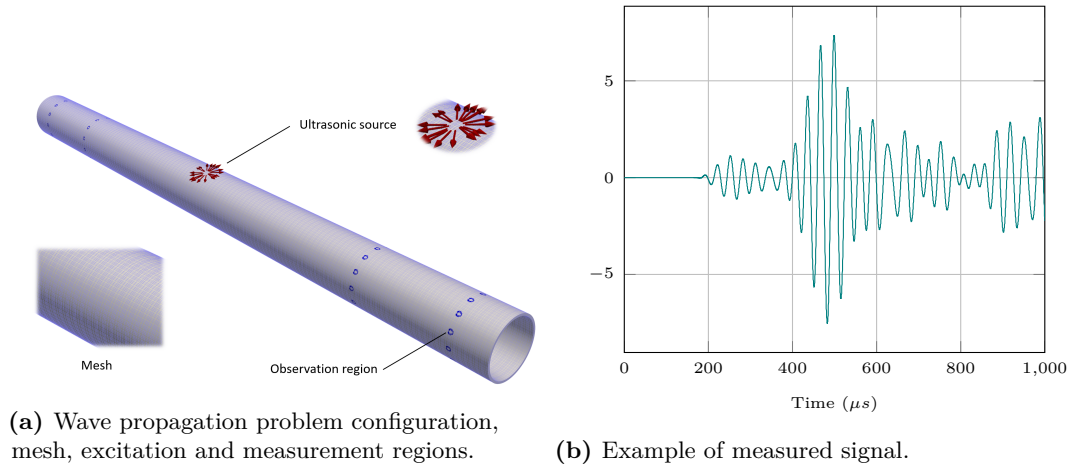 Ultrasonic source
Mesh
Observation region
(a) Wave propagation problem configuration,
mesh, excitation and measurement regions.
5
0
−5
0 200 400 600 800 1,000
Time (μs)
(b) Example of measured signal.